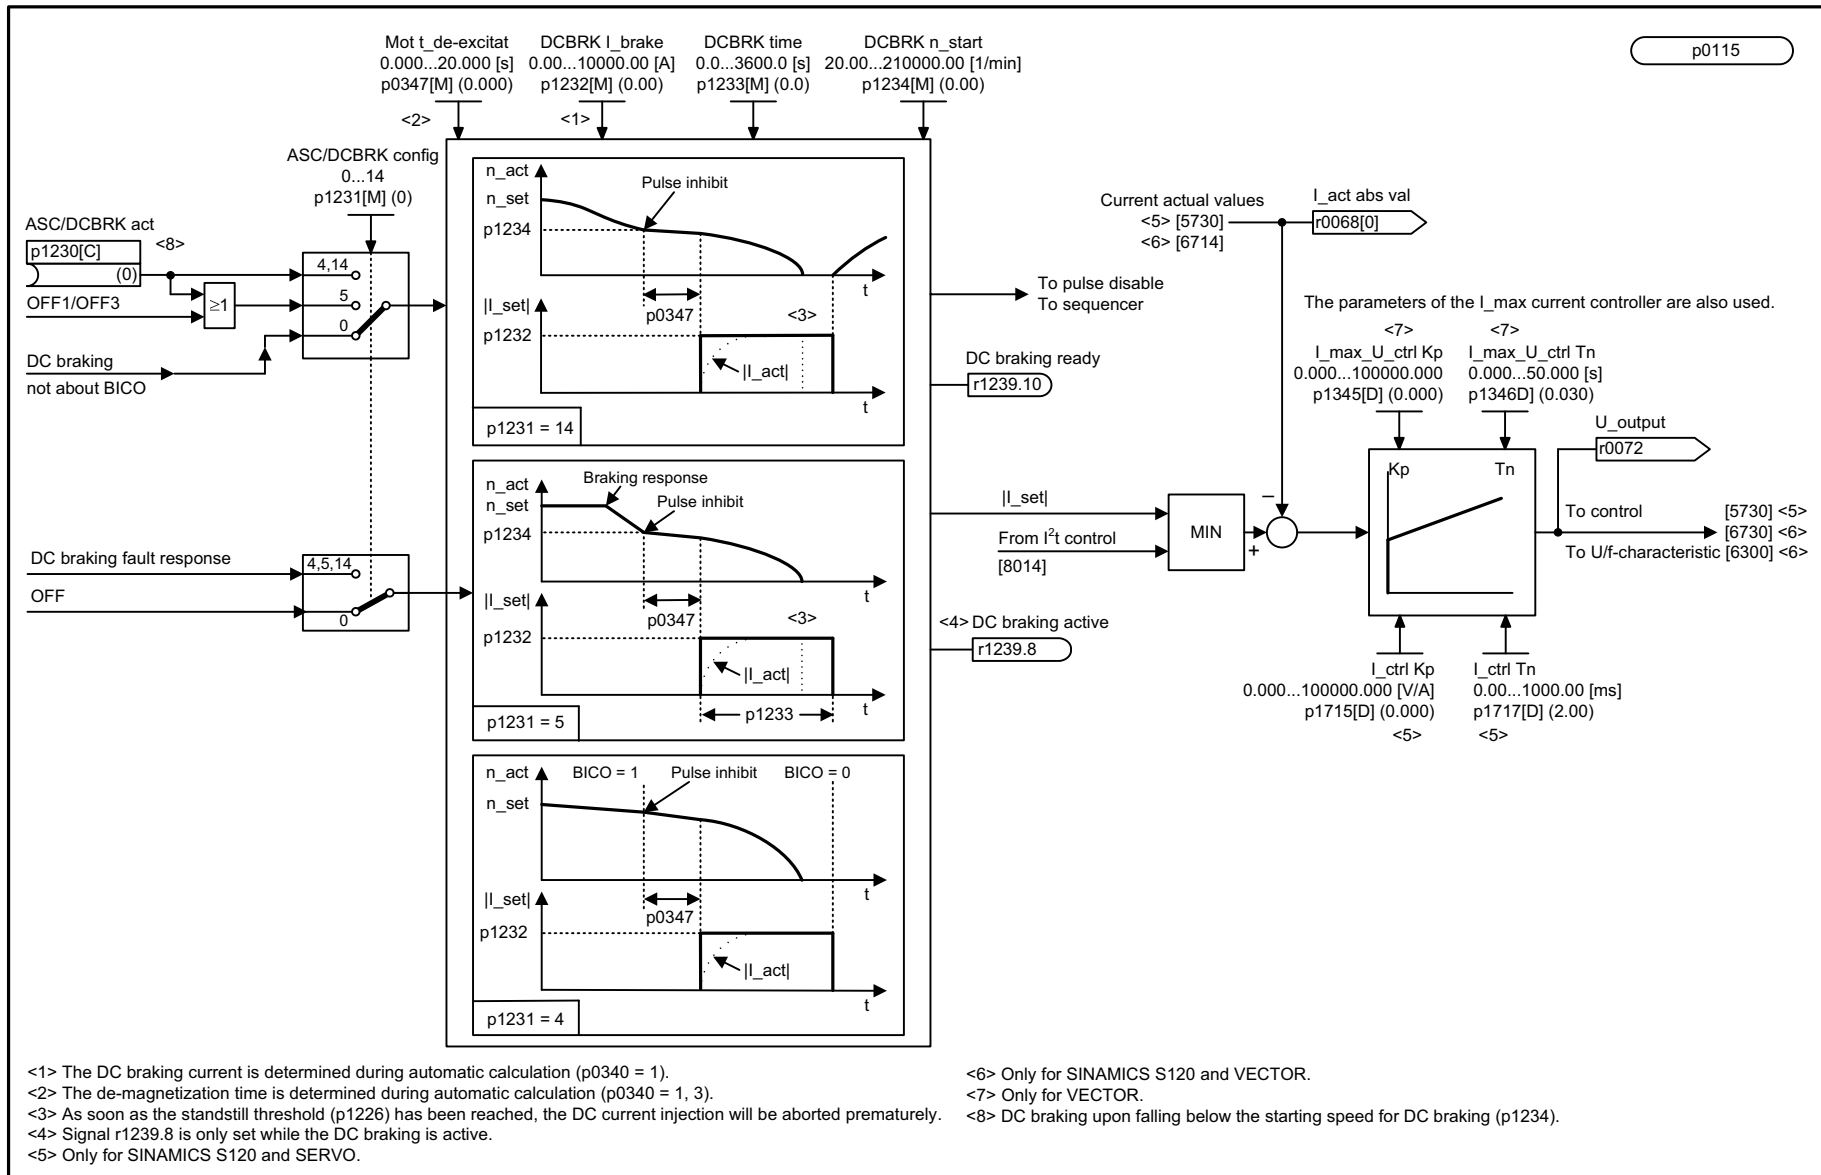 Mot t_de-excitat
0.000...20.000 [s]
p0347[M] (0.000)
<2>
DCBRK I_brake
0.00...10000.00 [A]
p1232[M] (0.00)
<1>
DCBRK time
0.0...3600.0 [s]
p1233[M] (0.0)
DCBRK n_start
20.00...210000.00 [1/min]
p1234[M] (0.00)
p0115
ASC/DCBRK config
0...14
p1231[M] (0)
ASC/DCBRK act
p1230[C]
(0)
<8>
OFF1/OFF3
≥1
4,14
5
0
DC braking
not about BICO
DC braking fault response
OFF
4,5,14
0
n_act
n_set
p1234
Pulse inhibit
t
|I_set|
p0347
<3>
p1232
|I_act|
t
p1231 = 14
n_act
n_set
p1234
Braking response
Pulse inhibit
t
|I_set|
p0347
<3>
p1232
|I_act|
p1233
t
p1231 = 5
n_act
n_set
BICO = 1
Pulse inhibit
BICO = 0
t
|I_set|
p0347
p1232
|I_act|
t
p1231 = 4
Current actual values
<5> [5730]
<6> [6714]
I_act abs val
r0068[0]
To pulse disable
To sequencer
DC braking ready
r1239.10
The parameters of the I_max current controller are also used.
<7>
I_max_U_ctrl Kp
0.000...100000.000
p1345[D] (0.000)
<7>
I_max_U_ctrl Tn
0.000...50.000 [s]
p1346D] (0.030)
U_output
r0072
|I_set|
From I²t control
[8014]
MIN
+
–
Kp
Tn
To control
[5730] <5>
[6730] <6>
To U/f-characteristic [6300] <6>
<4> DC braking active
r1239.8
I_ctrl Kp
0.000...100000.000 [V/A]
p1715[D] (0.000)
<5>
I_ctrl Tn
0.00...1000.00 [ms]
p1717[D] (2.00)
<5>
<1> The DC braking current is determined during automatic calculation (p0340 = 1).
<2> The de-magnetization time is determined during automatic calculation (p0340 = 1, 3).
<3> As soon as the standstill threshold (p1226) has been reached, the DC current injection will be aborted prematurely.
<4> Signal r1239.8 is only set while the DC braking is active.
<5> Only for SINAMICS S120 and SERVO.
<6> Only for SINAMICS S120 and VECTOR.
<7> Only for VECTOR.
<8> DC braking upon falling below the starting speed for DC braking (p1234).